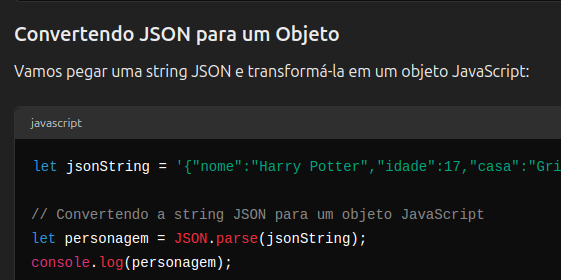 Convertendo JSON para um Objeto
Vamos pegar uma string JSON e transformá-la em um objeto JavaScript:
javascript
let jsonString = '{"nome":"Harry Potter","idade":17,"casa":"Gri
// Convertendo a string JSON para um objeto JavaScript
let personagem = JSON.parse(jsonString);
console.log(personagem);